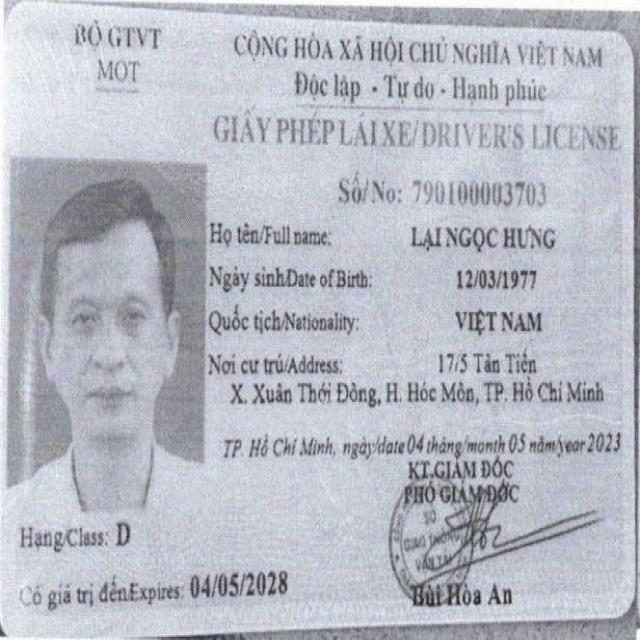 BỘ GTVT
MOT
CỘNG HÒA XÃ HỘI CHỦ NGHĨA VIỆT NAM
Độc lập - Tự do - Hạnh phúc
GIẤY PHÉP LÁI XE/DRIVER'S LICENSE
Số/No: 790100003703
Họ tên/Full name: LẠI NGỌC HƯNG
Ngày sinh/Date of Birth: 12/03/1977
Quốc tịch/Nationality: VIỆT NAM
Nơi cư trú/Address: 17/5 Tân Tiến
X. Xuân Thới Đông, H. Hóc Môn, TP. Hồ Chí Minh
TP. Hồ Chí Minh, ngày/date 04 tháng/month 05 năm/year 2023
KT.GIÁM ĐỐC
PHÓ GIÁM ĐỐC
SỞ
GIAO THÔNG
VẬN TẢI
Hạng/Class: D
Bùi Hòa An
Có giá trị đến/Expires: 04/05/2028